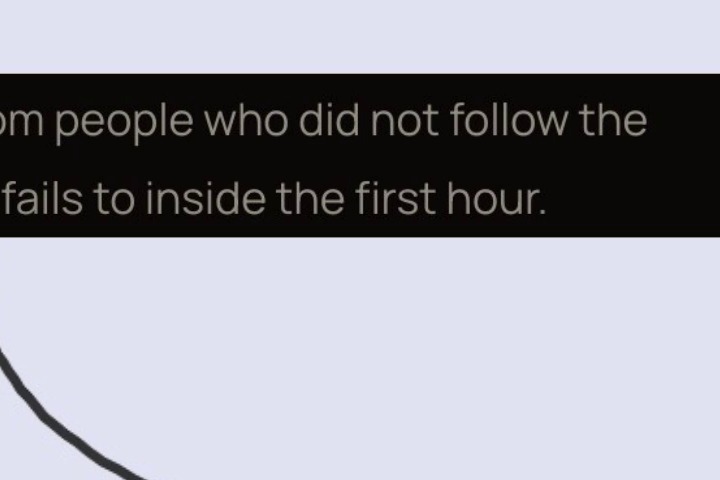 om people who did not follow the
fails to inside the first hour.